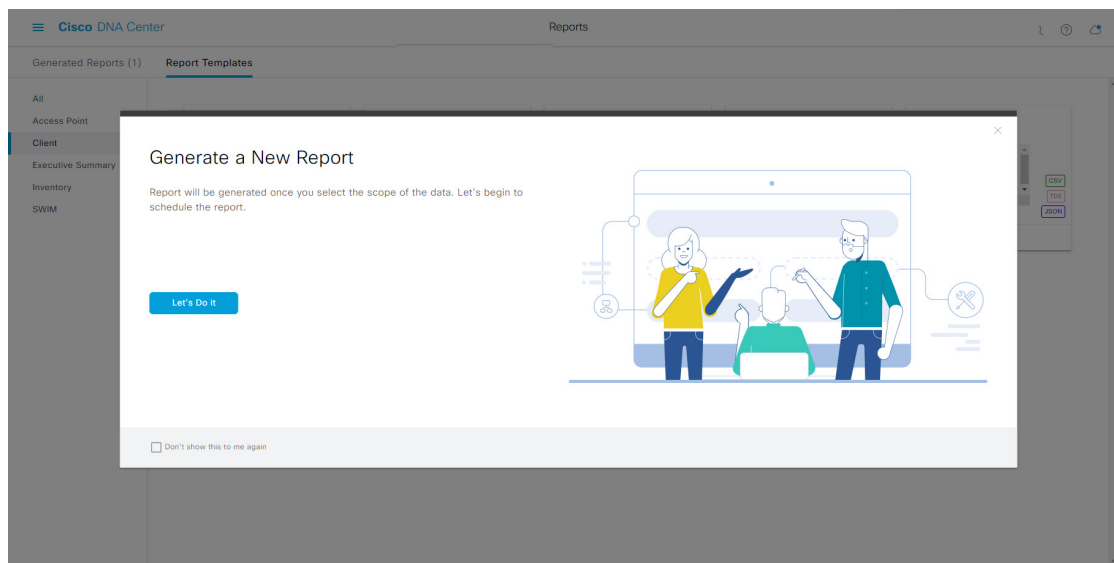 Cisco DNA Center
Reports
Generated Reports (1)
Report Templates
All
Access Point
Client
Executive Summary
Inventory
SWIM
Generate a New Report
Report will be generated once you select the scope of the data. Let's begin to
schedule the report.
Let's Do It
Don't show this to me again
CSV
TDE
JSON